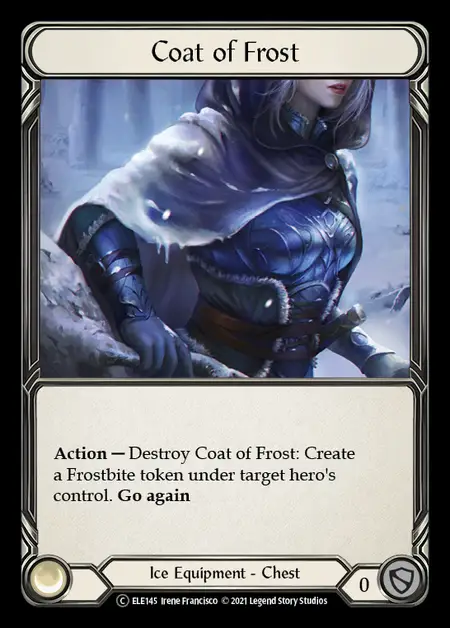 Coat of Frost
Action — Destroy Coat of Frost: Create
a Frostbite token under target hero's
control. Go again
Ice Equipment - Chest
0
C ELE145 Irene Francisco © 2021 Legend Story Studios